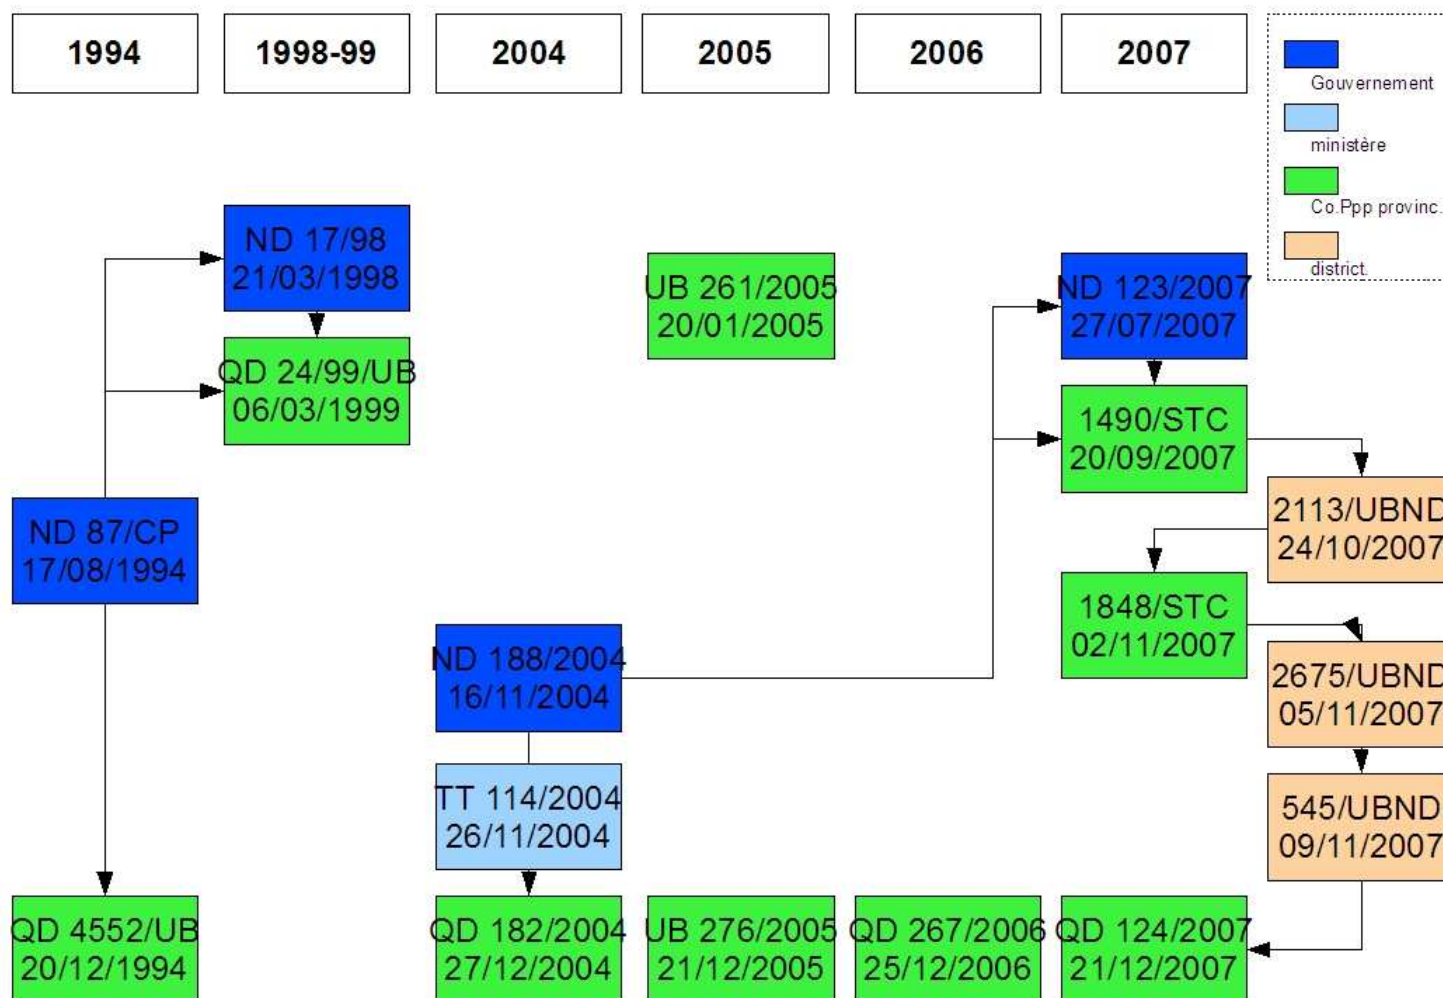 1994
1998-99
2004
2005
2006
2007
Gouvernement
ministère
Co.Ppp provinc.
district.
ND 17/98
21/03/1998
UB 261/2005
20/01/2005
ND 123/2007
27/07/2007
QD 24/99/UB
06/03/1999
1490/STC
20/09/2007
ND 87/CP
17/08/1994
2113/UBND
24/10/2007
1848/STC
02/11/2007
ND 188/2004
16/11/2004
2675/UBND
05/11/2007
TT 114/2004
26/11/2004
545/UBND
09/11/2007
QD 4552/UB
20/12/1994
QD 182/2004
27/12/2004
UB 276/2005
21/12/2005
QD 267/2006
25/12/2006
QD 124/2007
21/12/2007